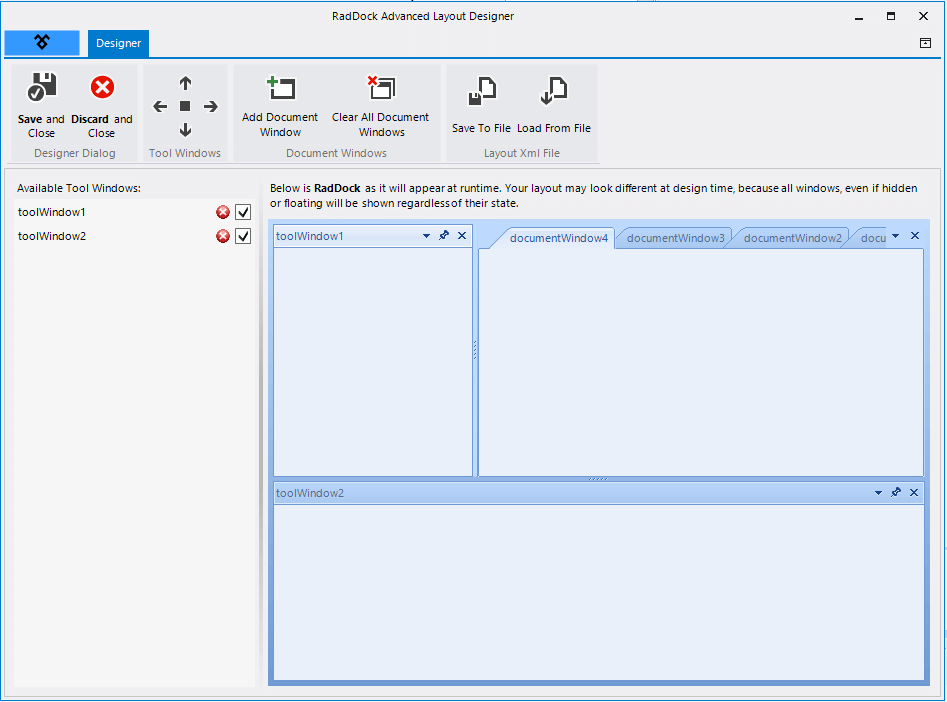 RadDock Advanced Layout Designer
Designer
Save and Close
Discard and Close
Designer Dialog
Tool Windows
Add Document Window
Clear All Document Windows
Document Windows
Save To File
Load From File
Layout Xml File
Available Tool Windows:
toolWindow1
toolWindow2
Below is RadDock as it will appear at runtime. Your layout may look different at design time, because all windows, even if hidden
or floating will be shown regardless of their state.
toolWindow1
documentWindow4
documentWindow3
documentWindow2
docu
toolWindow2